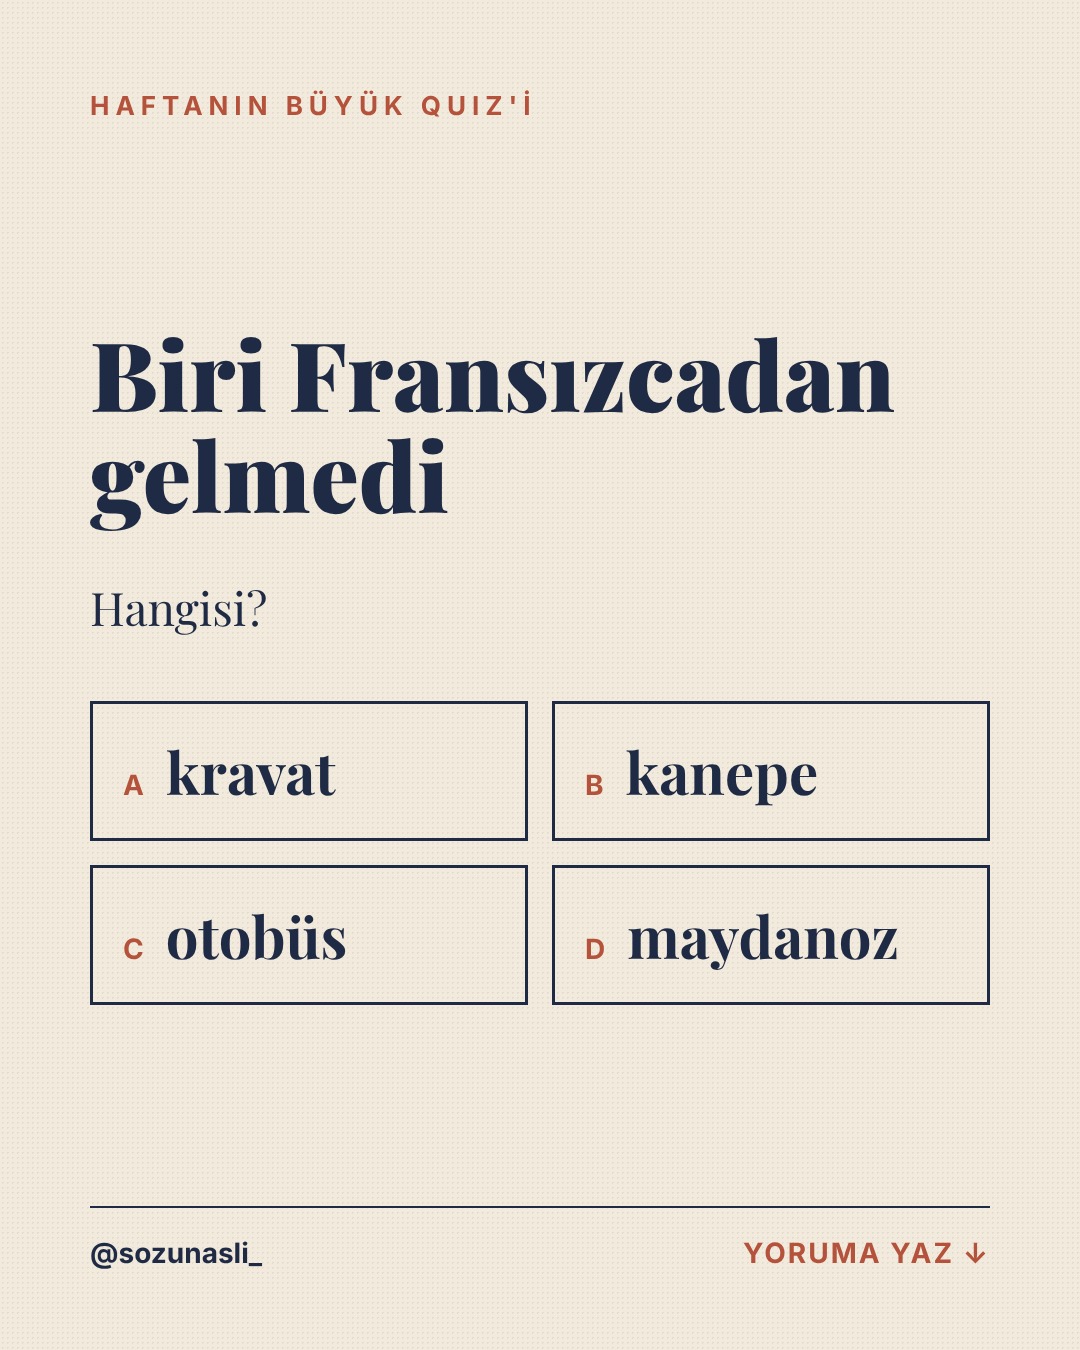 HAFTANIN BÜYÜK QUIZ'İ
Biri Fransızcadan
gelmedi
Hangisi?
A kravat
B kanepe
C otobüs
D maydanoz
@sozunasli_
YORUMA YAZ ↓